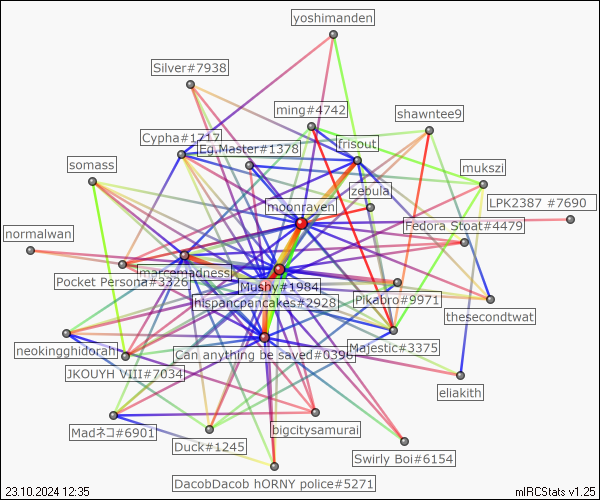 yoshimanden
Silver#7938
ming#4742
shawntee9
Cypha#1717
Eg.Master#1378
frisout
somass
mukszi
zebula
LPK2387 #7690
moonraven
Fedora Stoat#4479
normalwan
marcemadness
Pocket Persona#3326
Mushy#1984
hispancpancakes#2928
Pikabro#9971
thesecondtwat
neokingghidorah
Can anything be saved#0396
Majestic#3375
JKOUYH VIII#7034
eliakith
Madネコ#6901
bigcitysamurai
Duck#1245
Swirly Boi#6154
DacobDacob hORNY police#5271
23.10.2024 12:35
mIRCStats v1.25